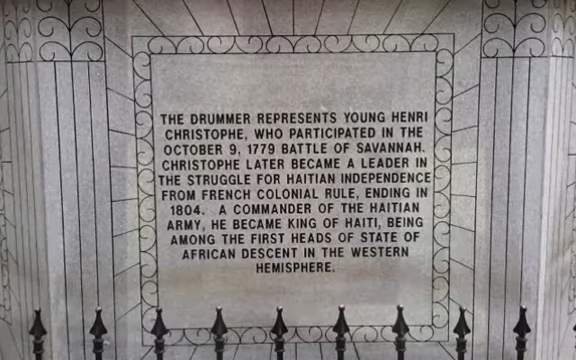 THE DRUMMER REPRESENTS YOUNG HENRI
CHRISTOPHE, WHO PARTICIPATED IN THE
OCTOBER 9, 1779 BATTLE OF SAVANNAH.
CHRISTOPHE LATER BECAME A LEADER IN
THE STRUGGLE FOR HAITIAN INDEPENDENCE
FROM FRENCH COLONIAL RULE, ENDING IN
1804. A COMMANDER OF THE HAITIAN
ARMY, HE BECAME KING OF HAITI, BEING
AMONG THE FIRST HEADS OF STATE OF
AFRICAN DESCENT IN THE WESTERN
HEMISPHERE.